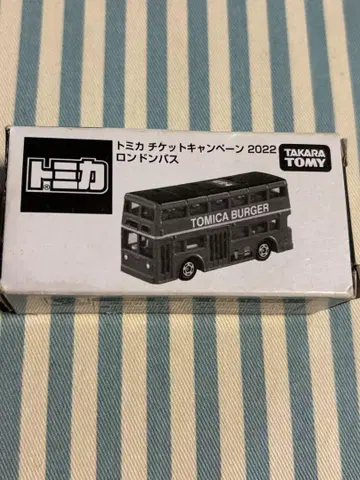 トミカ チケットキャンペーン 2022
ロンドンバス
TAKARA
TOMY
トミカ
®
TOMICA BURGER